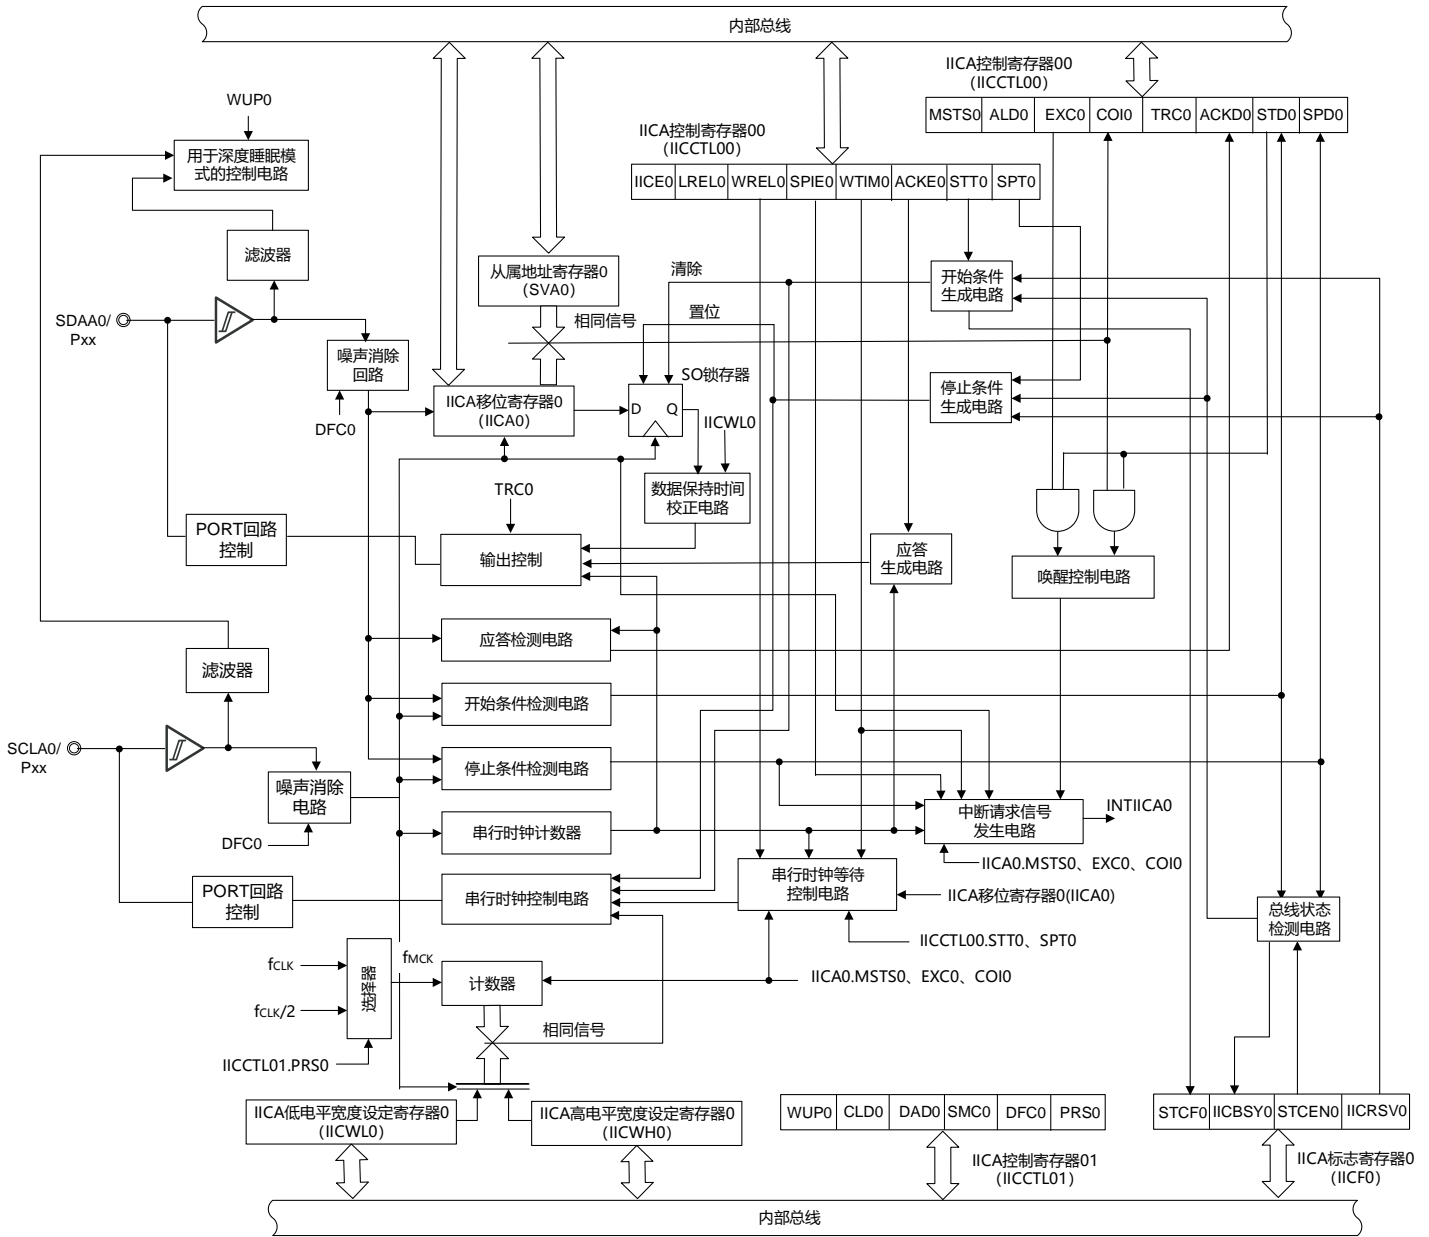 内部总线
IICA控制寄存器00
(IICCTL00)
MSTS0 ALD0 EXC0 COI0 TRC0 ACKD0 STD0 SPD0
WUP0
用于深度睡眠模
式的控制电路
IICA控制寄存器00
(IICCTL00)
IICE0 LREL0 WREL0 SPIE0 WTIM0 ACKE0 STT0 SPT0
滤波器
从属地址寄存器0
(SVA0)
清除
开始条件
生成电路
SDAA0/
Pxx
相同信号
置位
噪声消除
回路
DFC0
IICA移位寄存器0
(IICA0)
SO锁存器
D Q
IICWL0
停止条件
生成电路
TRC0
数据保持时间
校正电路
PORT回路
控制
输出控制
应答
生成电路
唤醒控制电路
应答检测电路
滤波器
开始条件检测电路
SCLA0/
Pxx
停止条件检测电路
噪声消除
电路
DFC0
串行时钟计数器
中断请求信号
发生电路
INTIICA0
IICA0.MSTS0、EXC0、COI0
串行时钟等待
控制电路
IICA移位寄存器0(IICA0)
PORT回路
控制
串行时钟控制电路
总线状态
检测电路
IICCTL00.STT0、SPT0
fCLK
fCLK/2
选择器
fMCK
计数器
IICA0.MSTS0、EXC0、COI0
相同信号
IICCTL01.PRS0
IICA低电平宽度设定寄存器0
(IICWL0)
IICA高电平宽度设定寄存器0
(IICWH0)
WUP0 CLD0 DAD0 SMC0 DFC0 PRS0
STCF0 IICBSY0 STCEN0 IICRSV0
IICA控制寄存器01
(IICCTL01)
IICA标志寄存器0
(IICF0)
内部总线